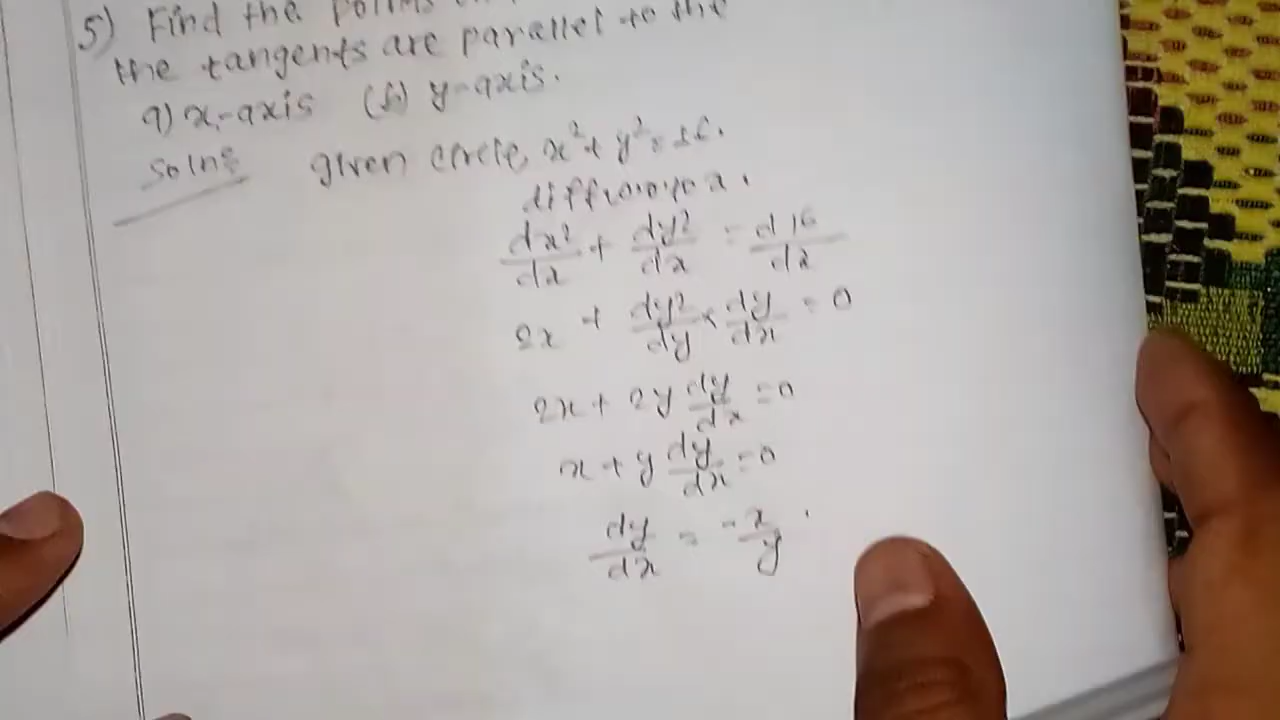 5) Find the points
the tangents are parallel to the
a) x-axis (b) y-axis.
Soln: given circle, x² + y² = 16.
dx²/dx + dy²/dx = d16/dx
2x + dy²/dy × dy/dx = 0
2x + 2y dy/dx = 0
x + y dy/dx = 0
dy/dx = -x/y